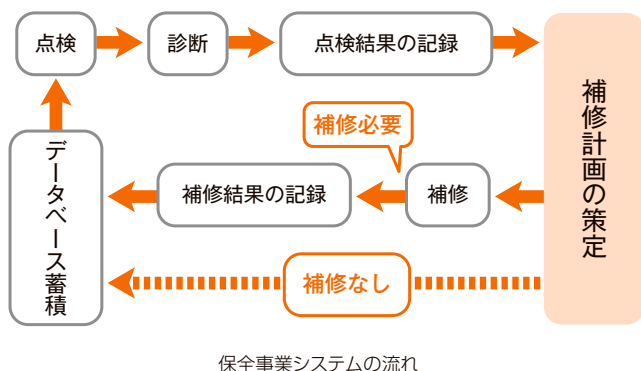 点検
診断
点検結果の記録
補修計画の策定
補修必要
データベース蓄積
補修結果の記録
補修
補修なし
保全事業システムの流れ